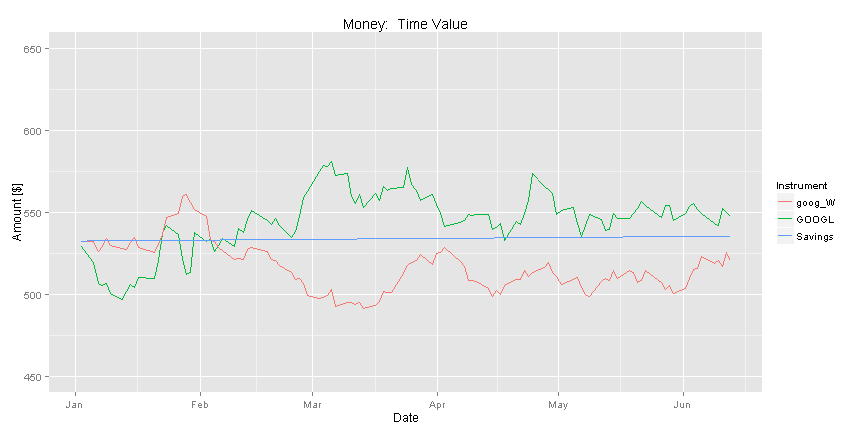 Money:  Time Value
Amount [$]
650
600
550
500
450
Jan Feb Mar Apr May Jun
Date
Instrument
goog_W
GOOGL
Savings